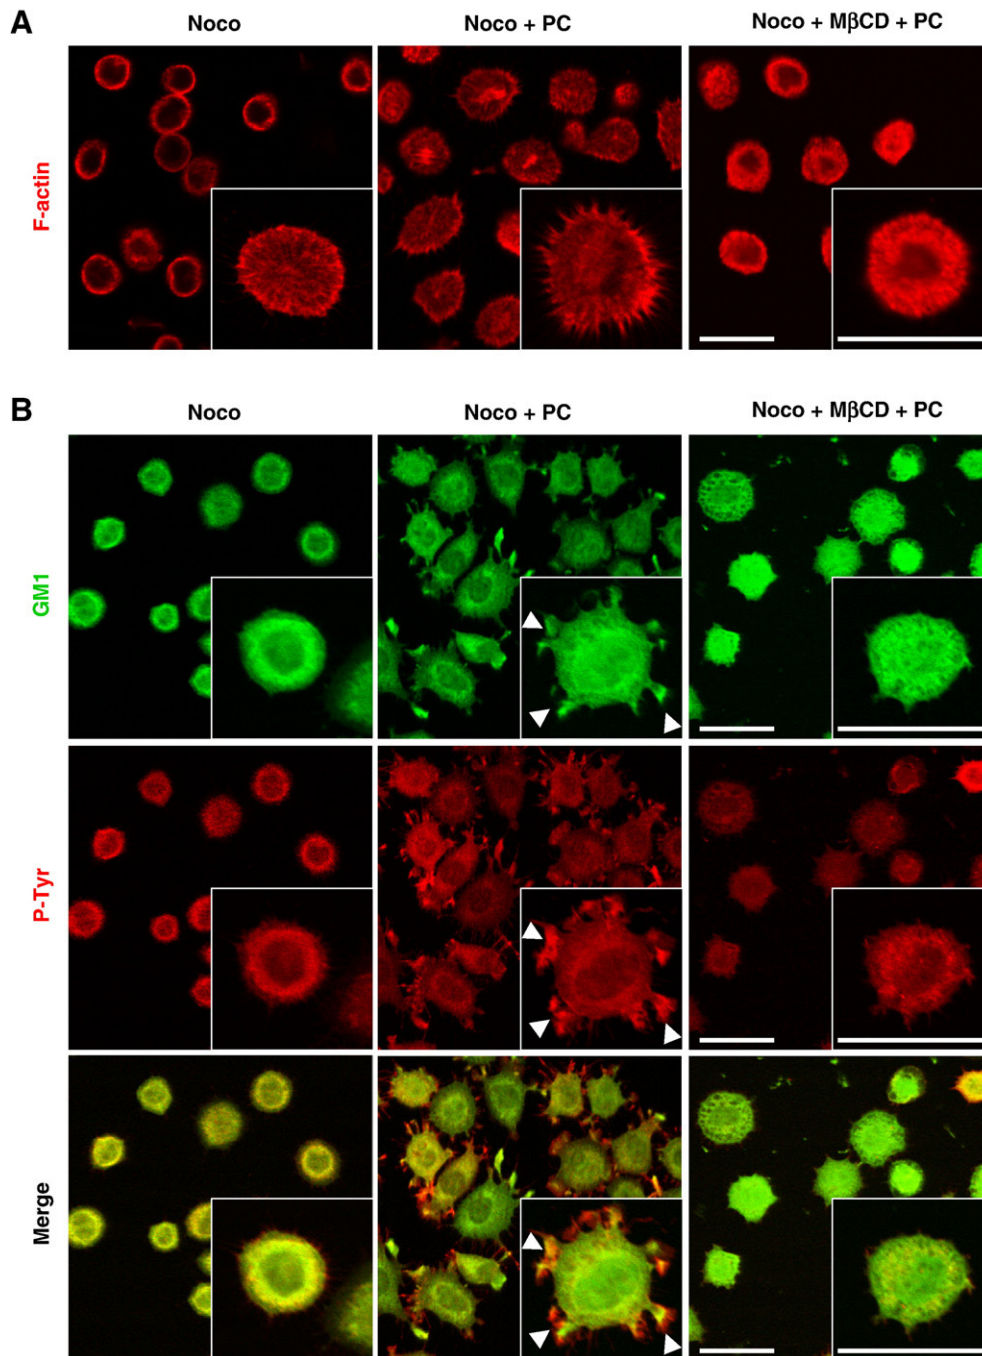 A
Noco
Noco + PC
Noco + MβCD + PC
F-actin
B
Noco
Noco + PC
Noco + MβCD + PC
GM1
P-Tyr
Merge